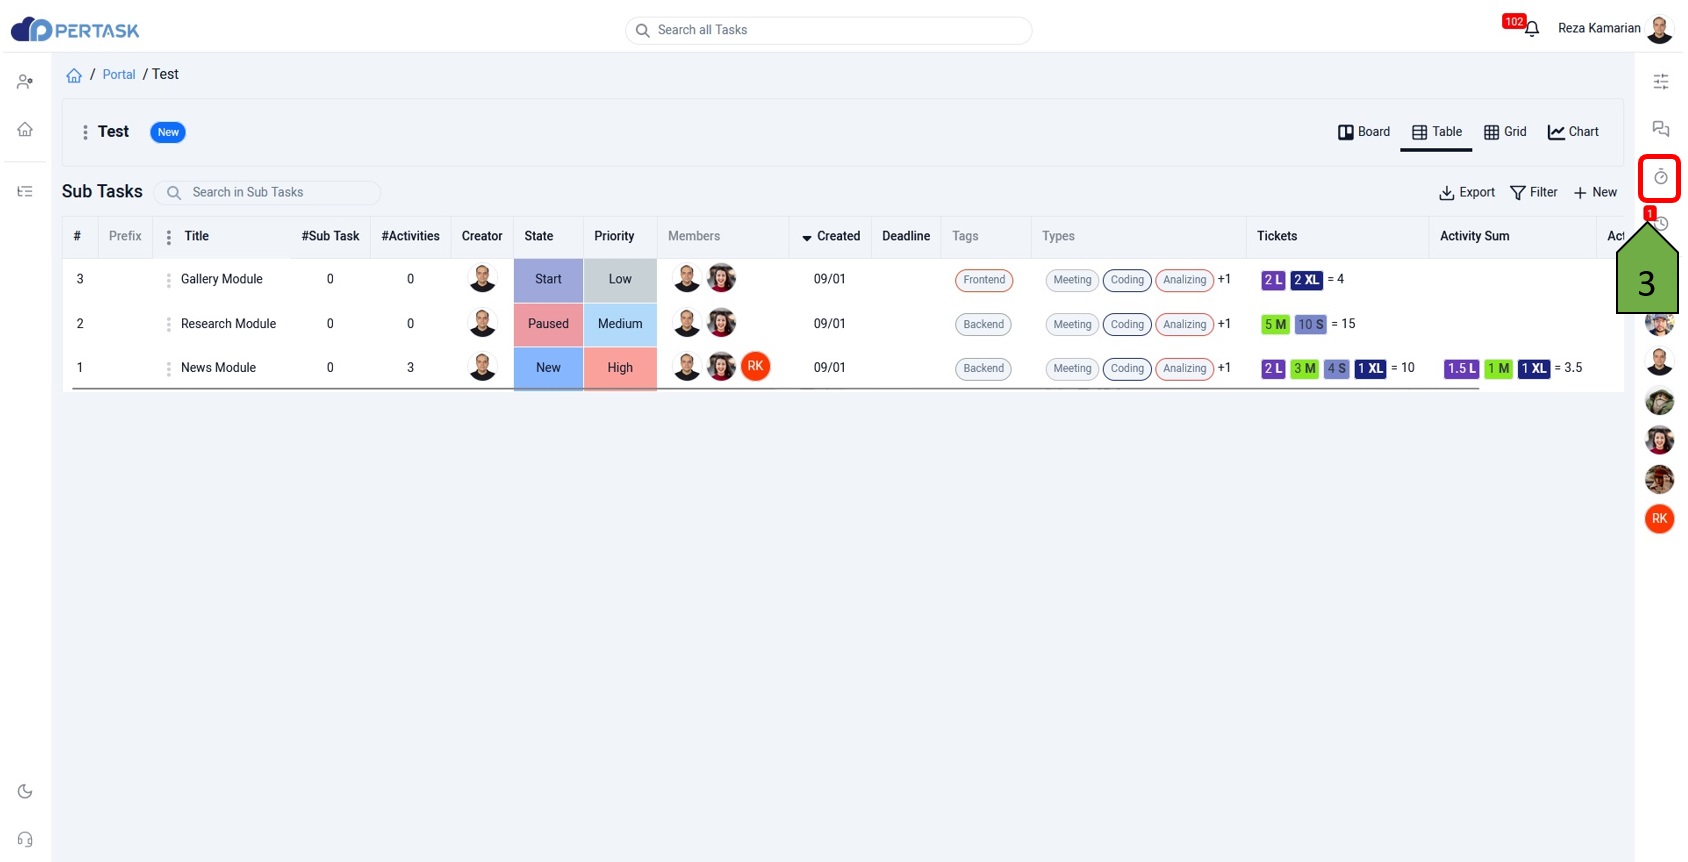 PERTASK
Search all Tasks
102
Reza Kamarian
/ Portal / Test
Test New
Board Table Grid Chart
Sub Tasks Search in Sub Tasks
Export Filter New
# Prefix Title #Sub Task #Activities Creator State Priority Members Created Deadline Tags Types Tickets Activity Sum
3 Gallery Module 0 0 Start Low 09/01 Frontend Meeting Coding Analizing +1 2 L 2 XL = 4
2 Research Module 0 0 Paused Medium 09/01 Backend Meeting Coding Analizing +1 5 M 10 S = 15
1 News Module 0 3 New High RK 09/01 Backend Meeting Coding Analizing +1 2 L 3 M 4 S 1 XL = 10 1.5 L 1 M 1 XL = 3.5
1
3
RK